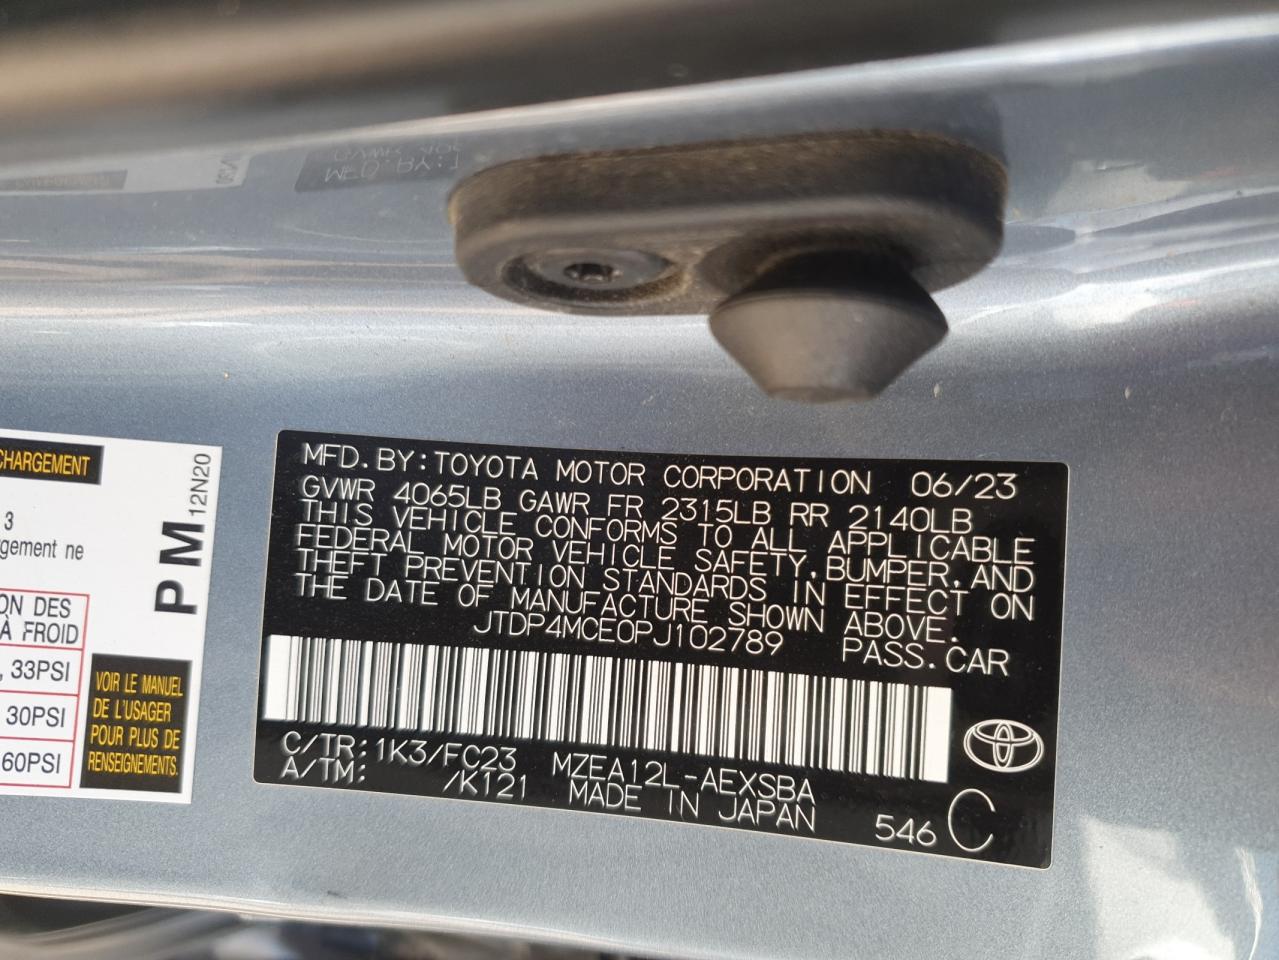 CHARGEMENT
3
rgement ne
ON DES
À FROID
, 33PSI
30PSI
60PSI
PM
12N20
VOIR LE MANUEL
DE L'USAGER
POUR PLUS DE
RENSEIGNEMENTS.
MFD.BY:TOYOTA MOTOR CORPORATION 06/23
GVWR 4065LB GAWR FR 2315LB RR 2140LB
THIS VEHICLE CONFORMS TO ALL APPLICABLE
FEDERAL MOTOR VEHICLE SAFETY,BUMPER,AND
THEFT PREVENTION STANDARDS IN EFFECT ON
THE DATE OF MANUFACTURE SHOWN ABOVE.
JTDP4MCE0PJ102789 PASS.CAR
C/TR:1K3/FC23 MZEA12L-AEXSBA
A/TM: /K121 MADE IN JAPAN
546 C